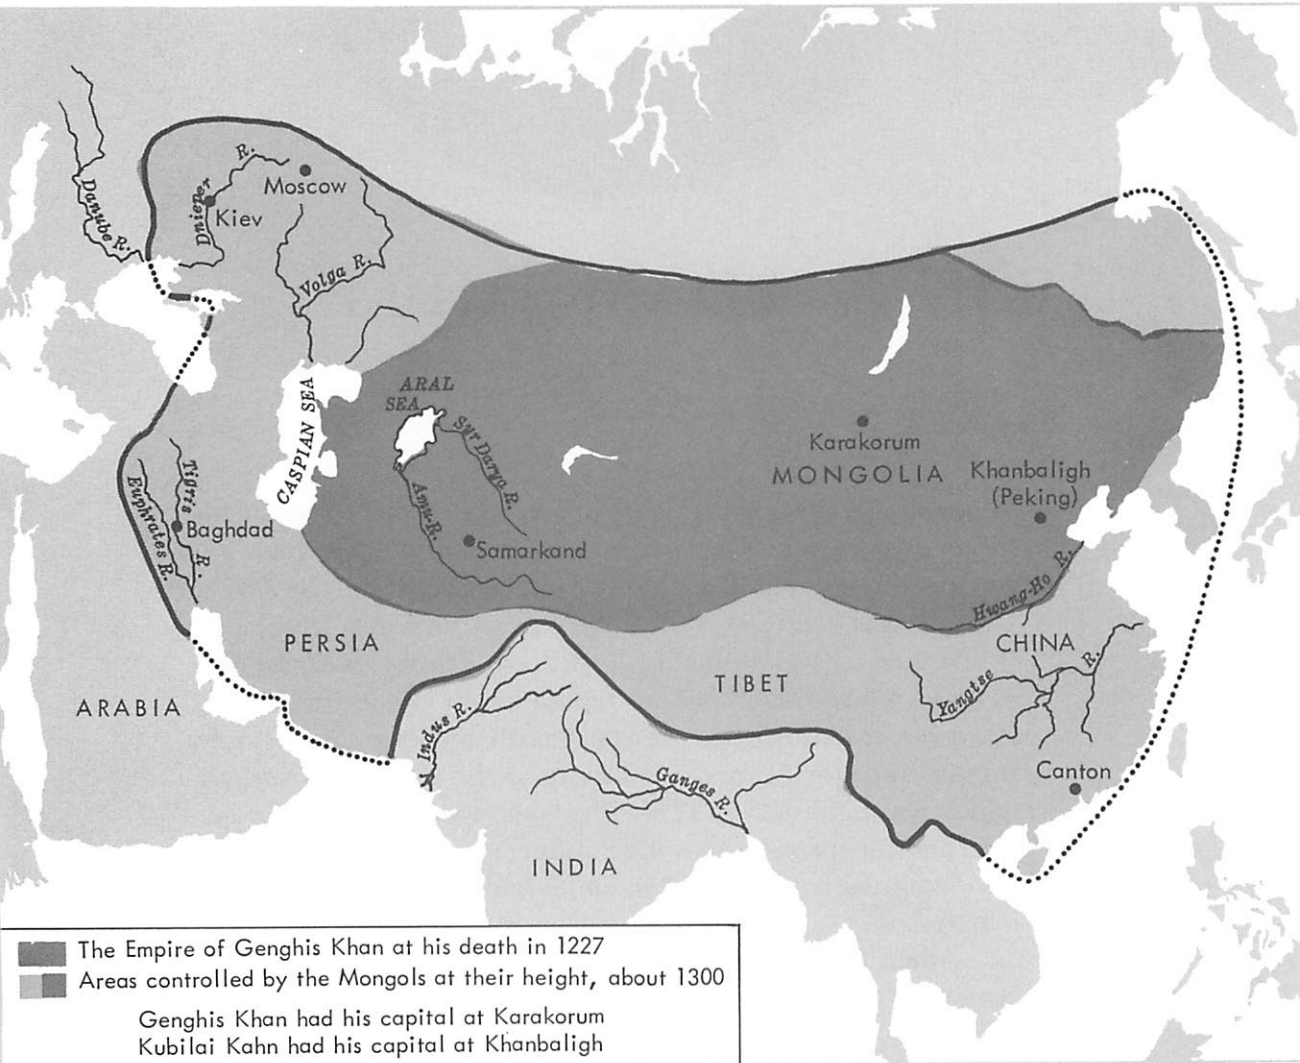 Danube R.
Dnieper R.
Moscow
Kiev
Volga R.
CASPIAN SEA
ARAL
SEA
Syr Darya R.
Amu-R.
Samarkand
Karakorum
MONGOLIA
Khanbaligh
(Peking)
Tigris R.
Euphrates R.
Baghdad
Hwang-Ho R.
CHINA
PERSIA
TIBET
Yangtse R.
ARABIA
Indus R.
Ganges R.
Canton
INDIA
The Empire of Genghis Khan at his death in 1227
Areas controlled by the Mongols at their height, about 1300
Genghis Khan had his capital at Karakorum
Kubilai Kahn had his capital at Khanbaligh